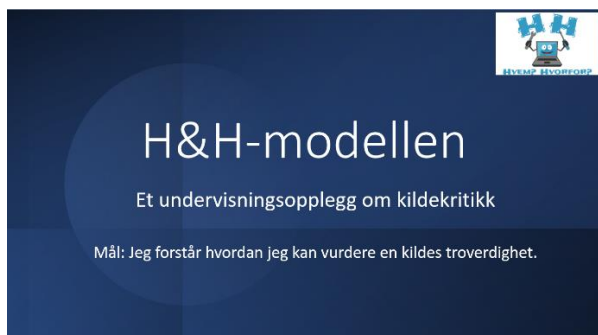 H H
HVEM? HVORFOR?
H&H-modellen
Et undervisningsopplegg om kildekritikk
Mål: Jeg forstår hvordan jeg kan vurdere en kildes troverdighet.